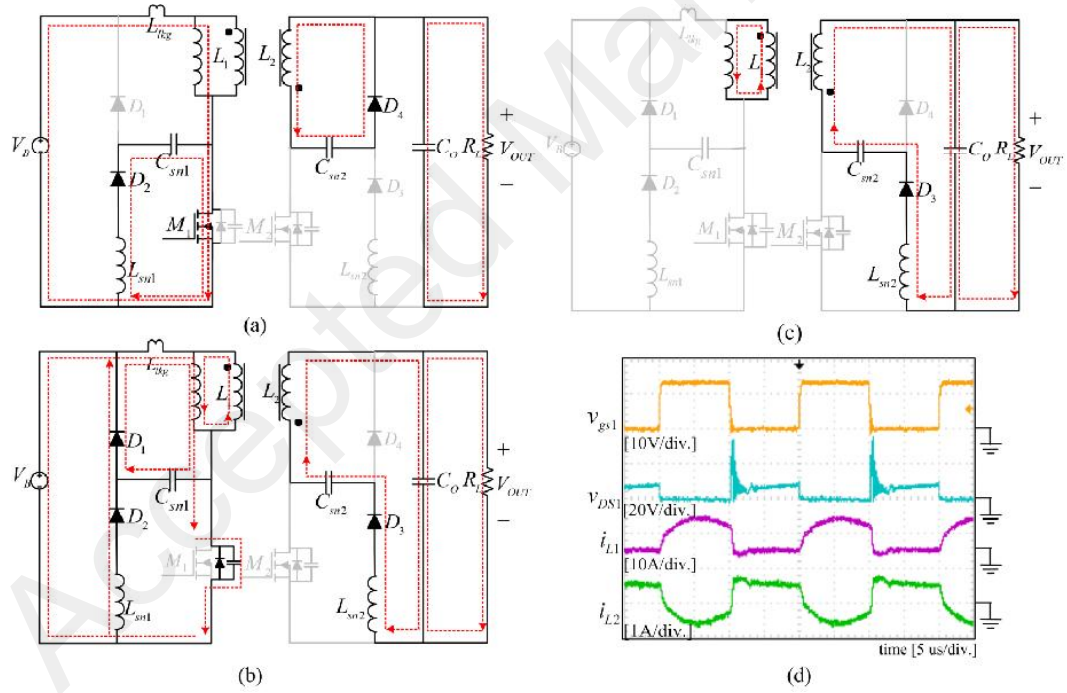 L_lkg
L_1
L_2
D_1
D_4
V_B
C_sn1
C_sn2
C_O
R_L
+
V_OUT
−
D_2
D_3
M_1
M_2
L_sn1
L_sn2
(a)
L_lkg
L
L_2
D_1
D_4
V_B
C_sn1
C_sn2
C_O
R_L
+
V_OUT
−
D_2
D_3
M_1
M_2
L_sn1
L_sn2
(c)
L_lkg
L
L_2
D_1
D_4
V_B
C_sn1
C_sn2
C_O
R_L
+
V_OUT
−
D_2
D_3
M_1
M_2
L_sn1
L_sn2
(b)
v_gs1
[10V/div.]
v_DS1
[20V/div.]
i_L1
[10A/div.]
i_L2
[1A/div.]
time [5 us/div.]
(d)
Accepted Man